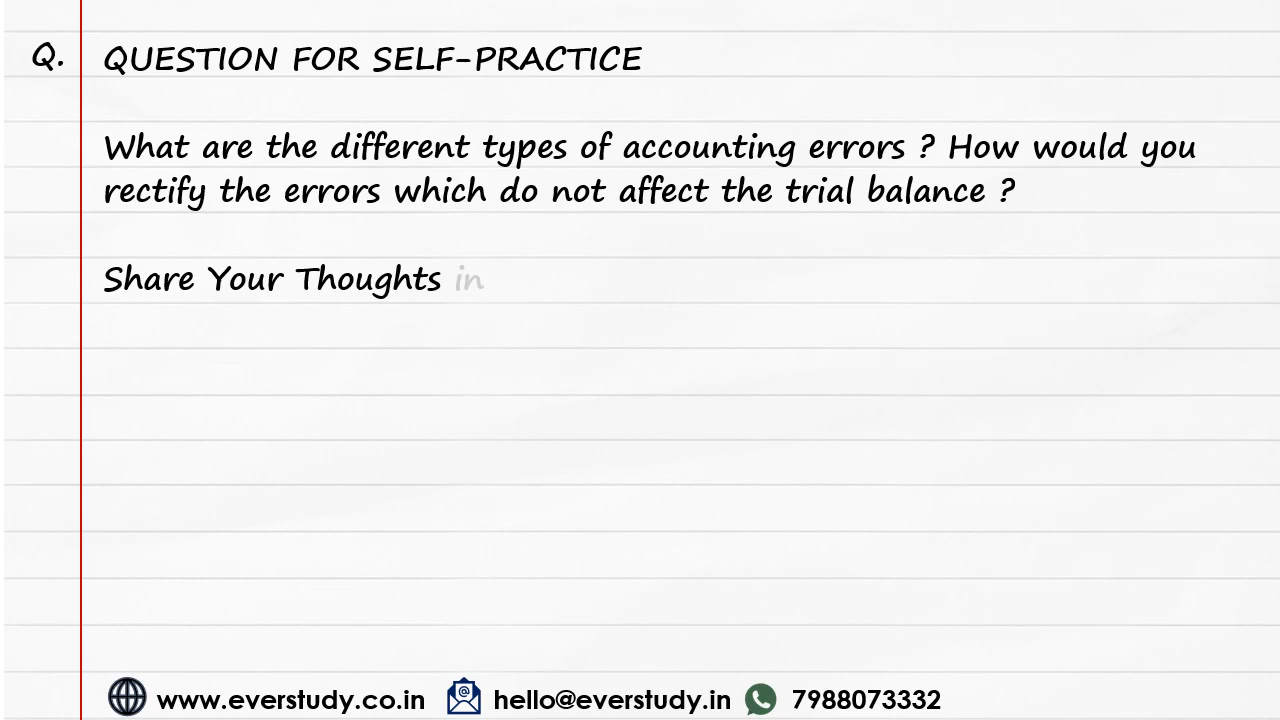 Q. QUESTION FOR SELF-PRACTICE
What are the different types of accounting errors ? How would you
rectify the errors which do not affect the trial balance ?
Share Your Thoughts in
www.everstudy.co.in hello@everstudy.in 7988073332